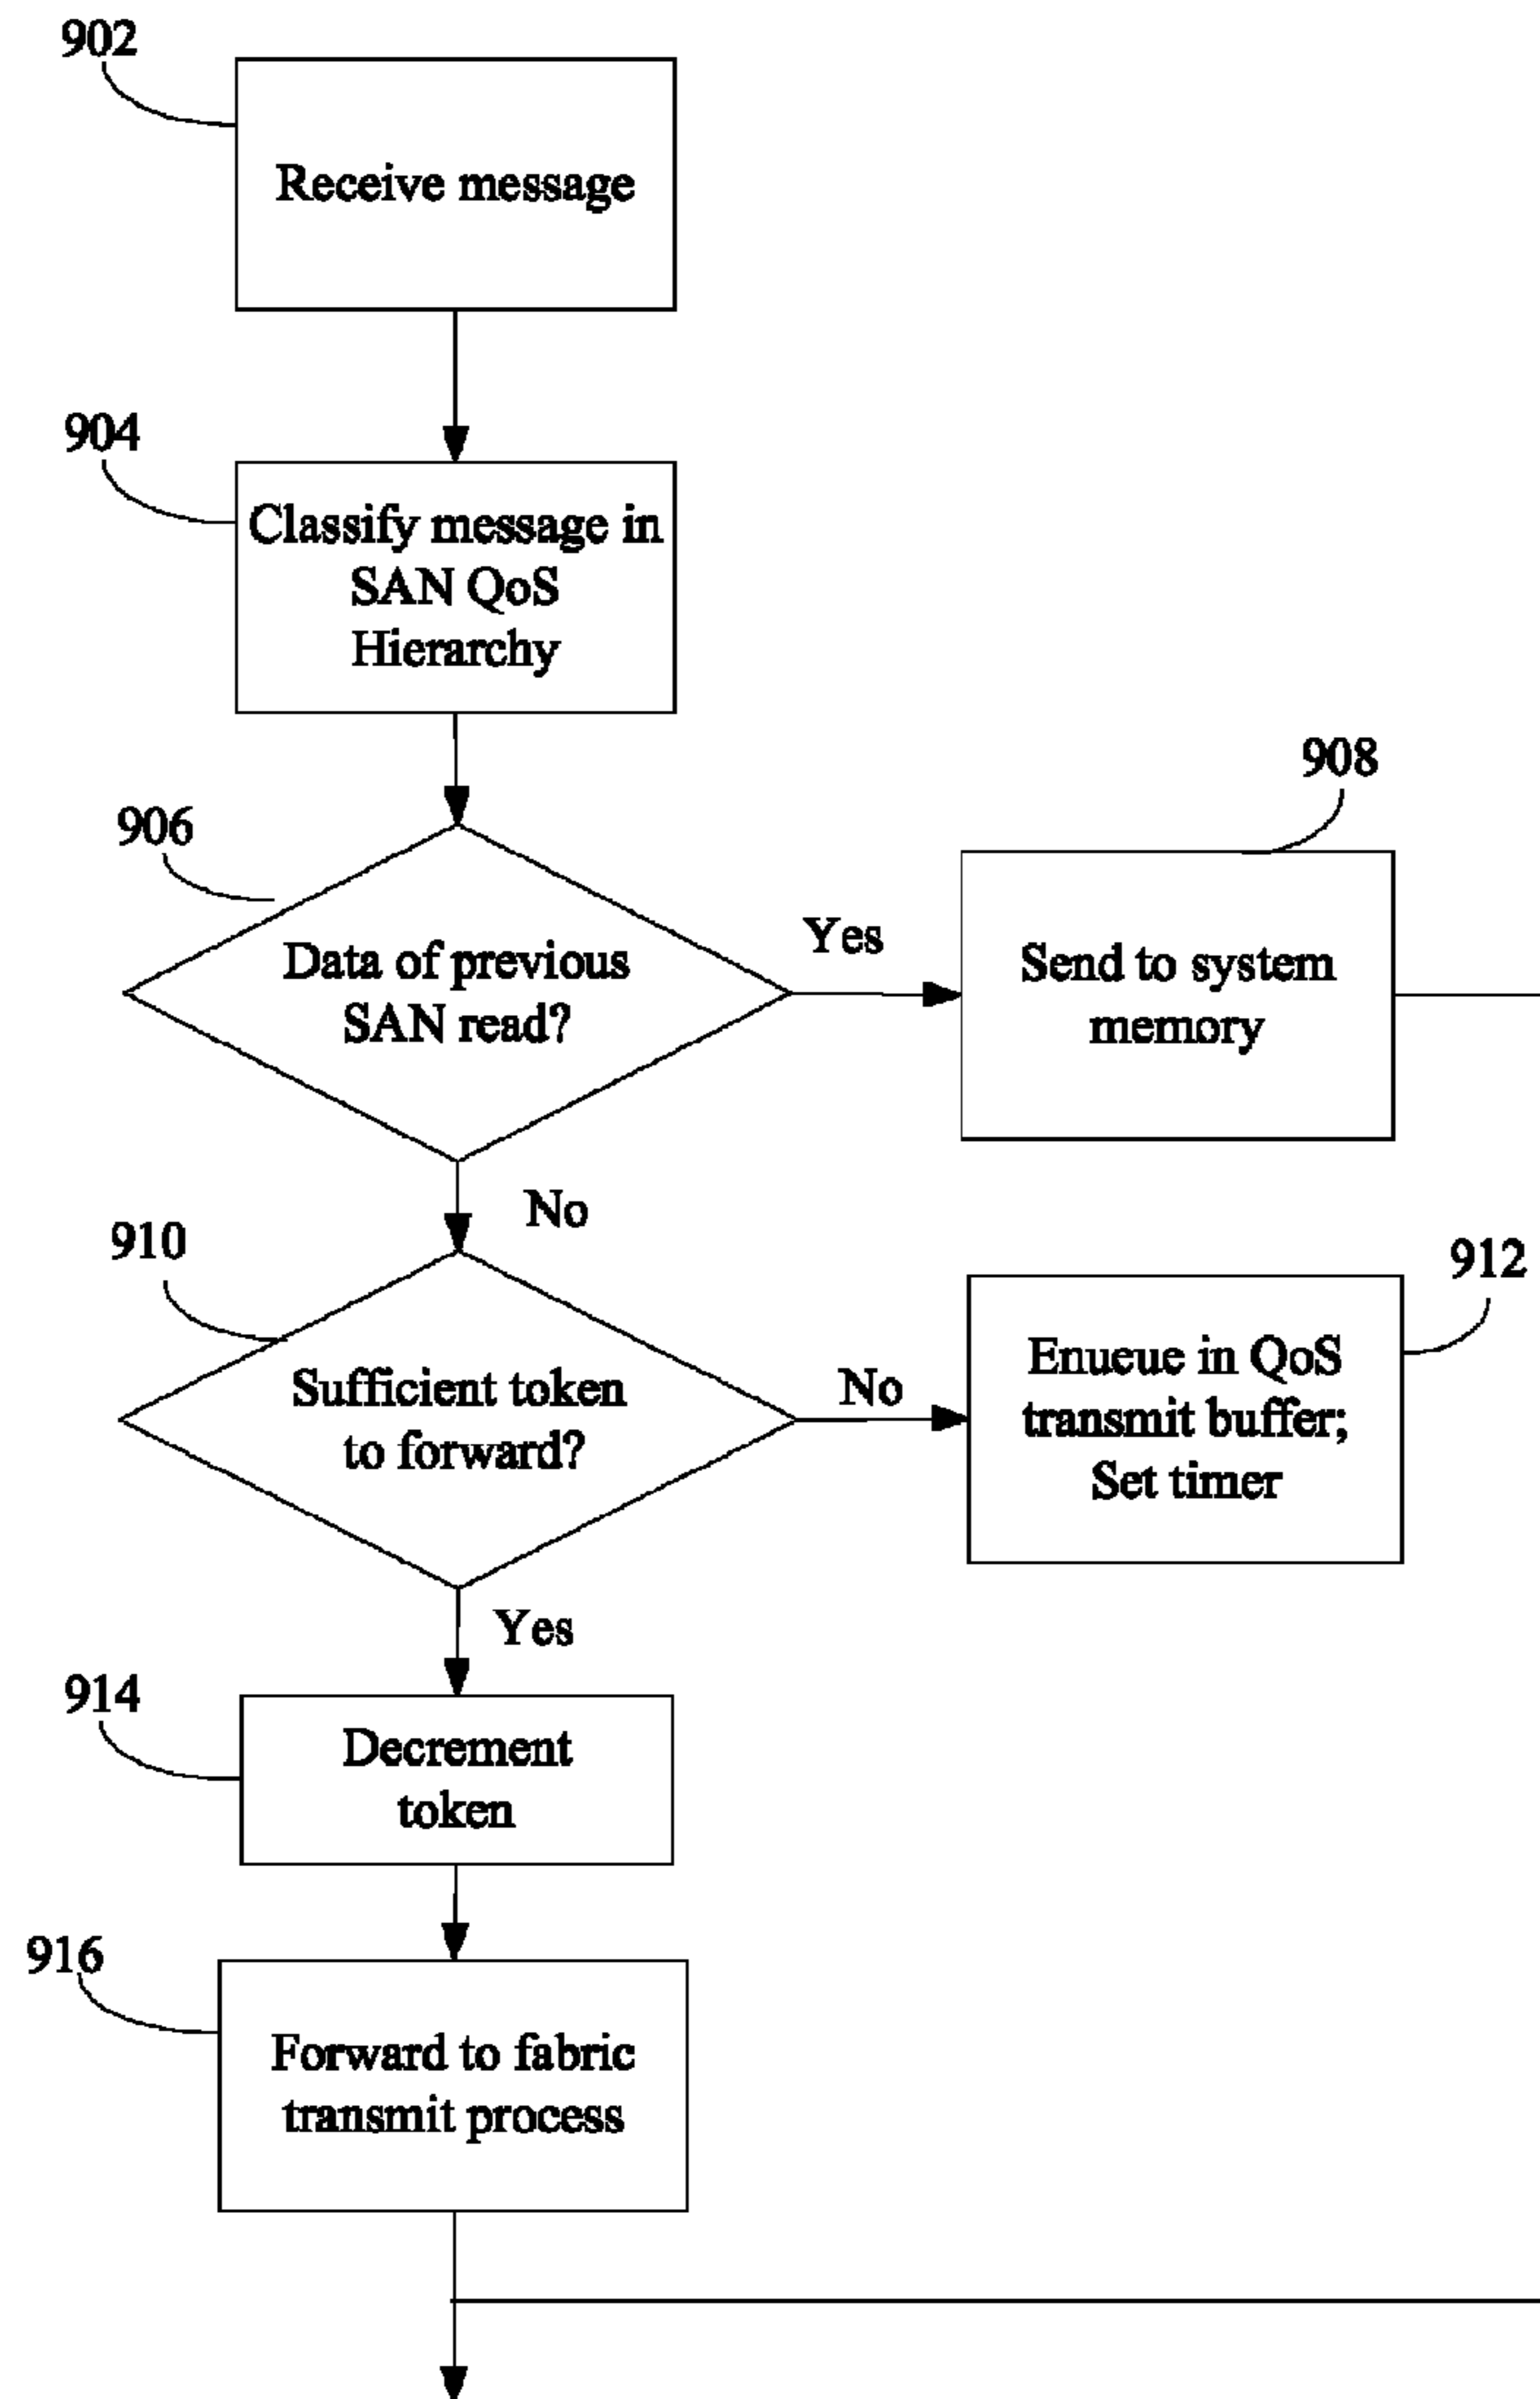 902
Receive message
904
Classify message in
SAN QoS
Hierarchy
906
Data of previous
SAN read?
Yes
908
Send to system
memory
No
910
Sufficient token
to forward?
No
912
Enueue in QoS
transmit buffer;
Set timer
Yes
914
Decrement
token
916
Forward to fabric
transmit process